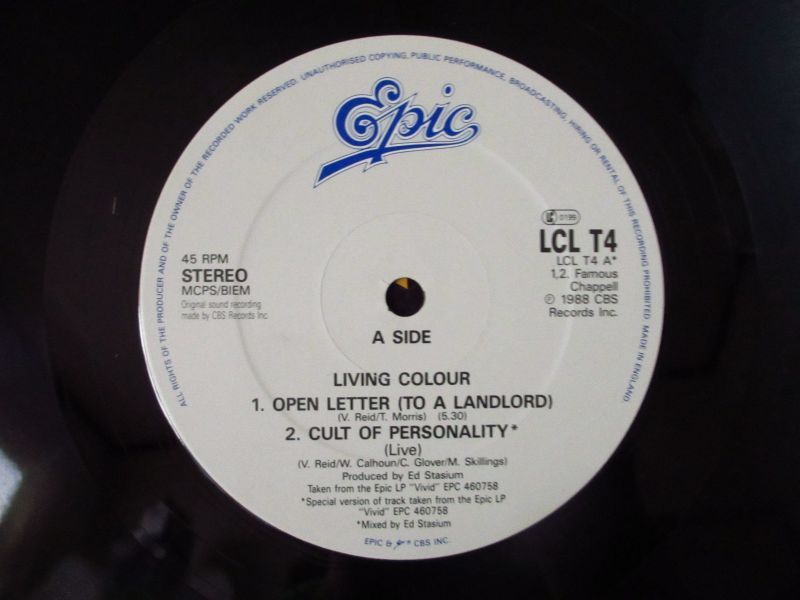 ALL RIGHTS OF THE PRODUCER AND OF THE OWNER OF THE RECORDED WORK RESERVED. UNAUTHORISED COPYING, PUBLIC PERFORMANCE, BROADCASTING, HIRING OR RENTAL OF THIS RECORDING PROHIBITED. MADE IN ENGLAND.
Epic
45 RPM
STEREO
MCPS/BIEM
Original sound recording
made by CBS Records Inc.
LC 0199
LCL T4
LCL T4 A*
1,2. Famous
Chappell
℗ 1988 CBS
Records Inc.
A SIDE
LIVING COLOUR
1. OPEN LETTER (TO A LANDLORD)
(V. Reid/T. Morris) (5.30)
2. CULT OF PERSONALITY*
(Live)
(V. Reid/W. Calhoun/C. Glover/M. Skillings)
Produced by Ed Stasium
Taken from the Epic LP "Vivid" EPC 460758
*Special version of track taken from the Epic LP
"Vivid" EPC 460758
*Mixed by Ed Stasium
EPIC & ® CBS INC.